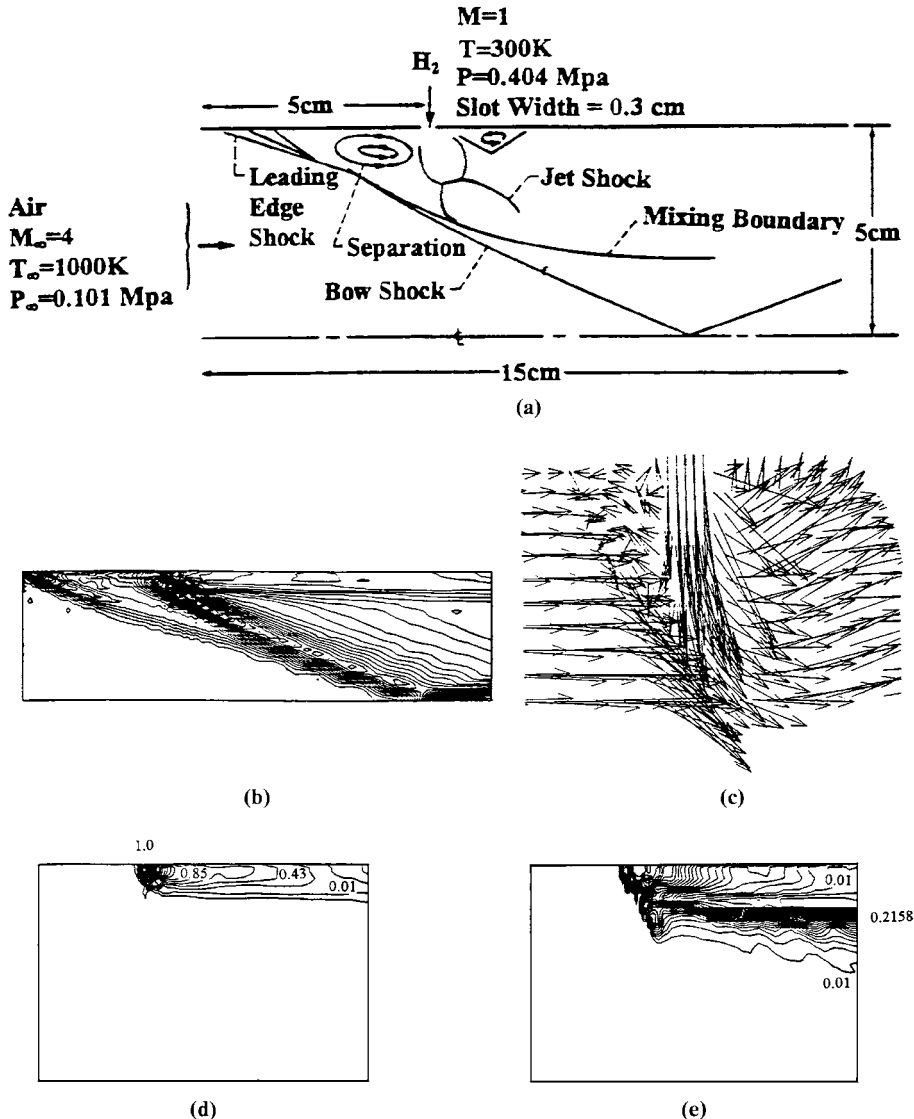 M=1
T=300K
H₂
P=0.404 Mpa
Slot Width = 0.3 cm
5cm
Leading
Edge
Shock
Jet Shock
Air
M∞=4
T∞=1000K
P∞=0.101 Mpa
Separation
Mixing Boundary
5cm
Bow Shock
℄
15cm
(a)
(b)
(c)
1.0
0.85
0.43
0.01
(d)
0.01
0.2158
0.01
(e)